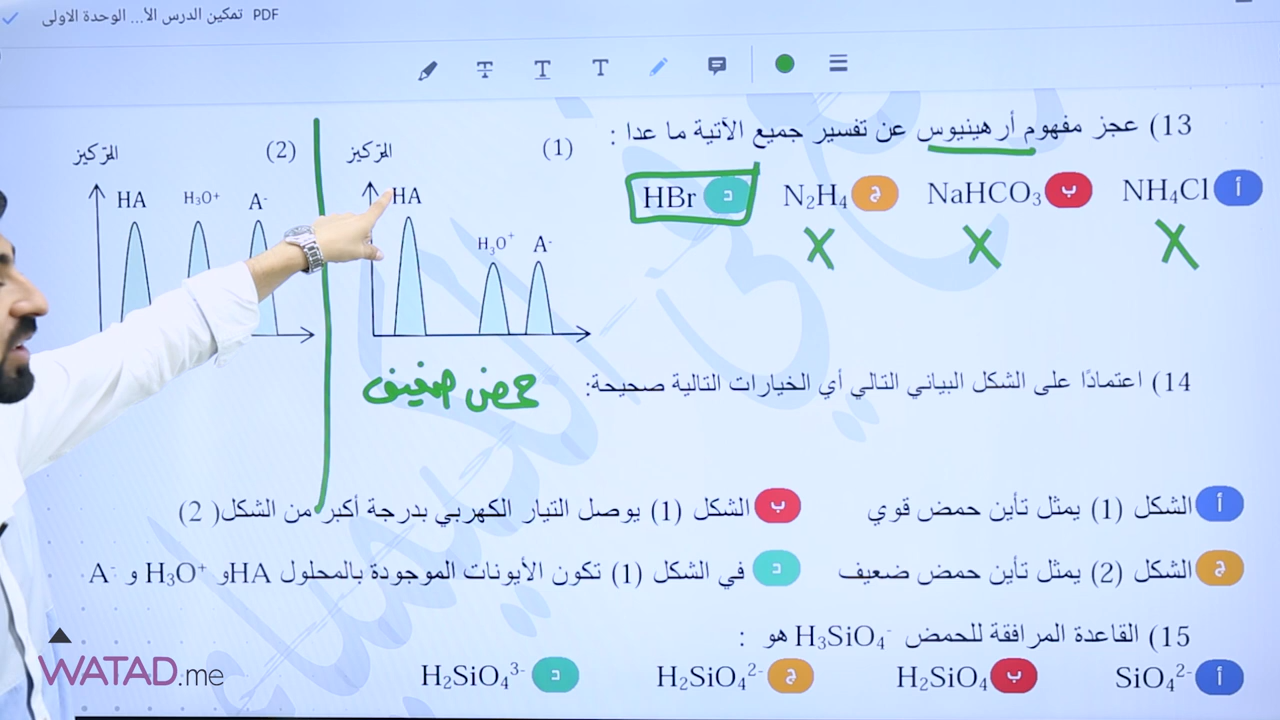 تمكين الدرس الأ... الوحدة الاولى PDF
13) عجز مفهوم أرهينيوس عن تفسير جميع الآتية ما عدا :
أ NH₄Cl ب NaHCO₃ ج N₂H₄ د HBr
X X X
(1) التركيز
HA H₃O⁺ A⁻
حمض ضعيف
(2) التركيز
HA H₃O⁺ A⁻
14) اعتمادًا على الشكل البياني التالي أي الخيارات التالية صحيحة:
أ الشكل (1) يمثل تأين حمض قوي ب الشكل (1) يوصل التيار الكهربي بدرجة أكبر من الشكل( 2)
ج الشكل (2) يمثل تأين حمض ضعيف د في الشكل (1) تكون الأيونات الموجودة بالمحلول HAو H₃O⁺ و A⁻
15) القاعدة المرافقة للحمض H₃SiO₄⁻ هو :
أ SiO₄²⁻ ب H₂SiO₄ ج H₂SiO₄²⁻ د H₂SiO₄³⁻
WATAD.me